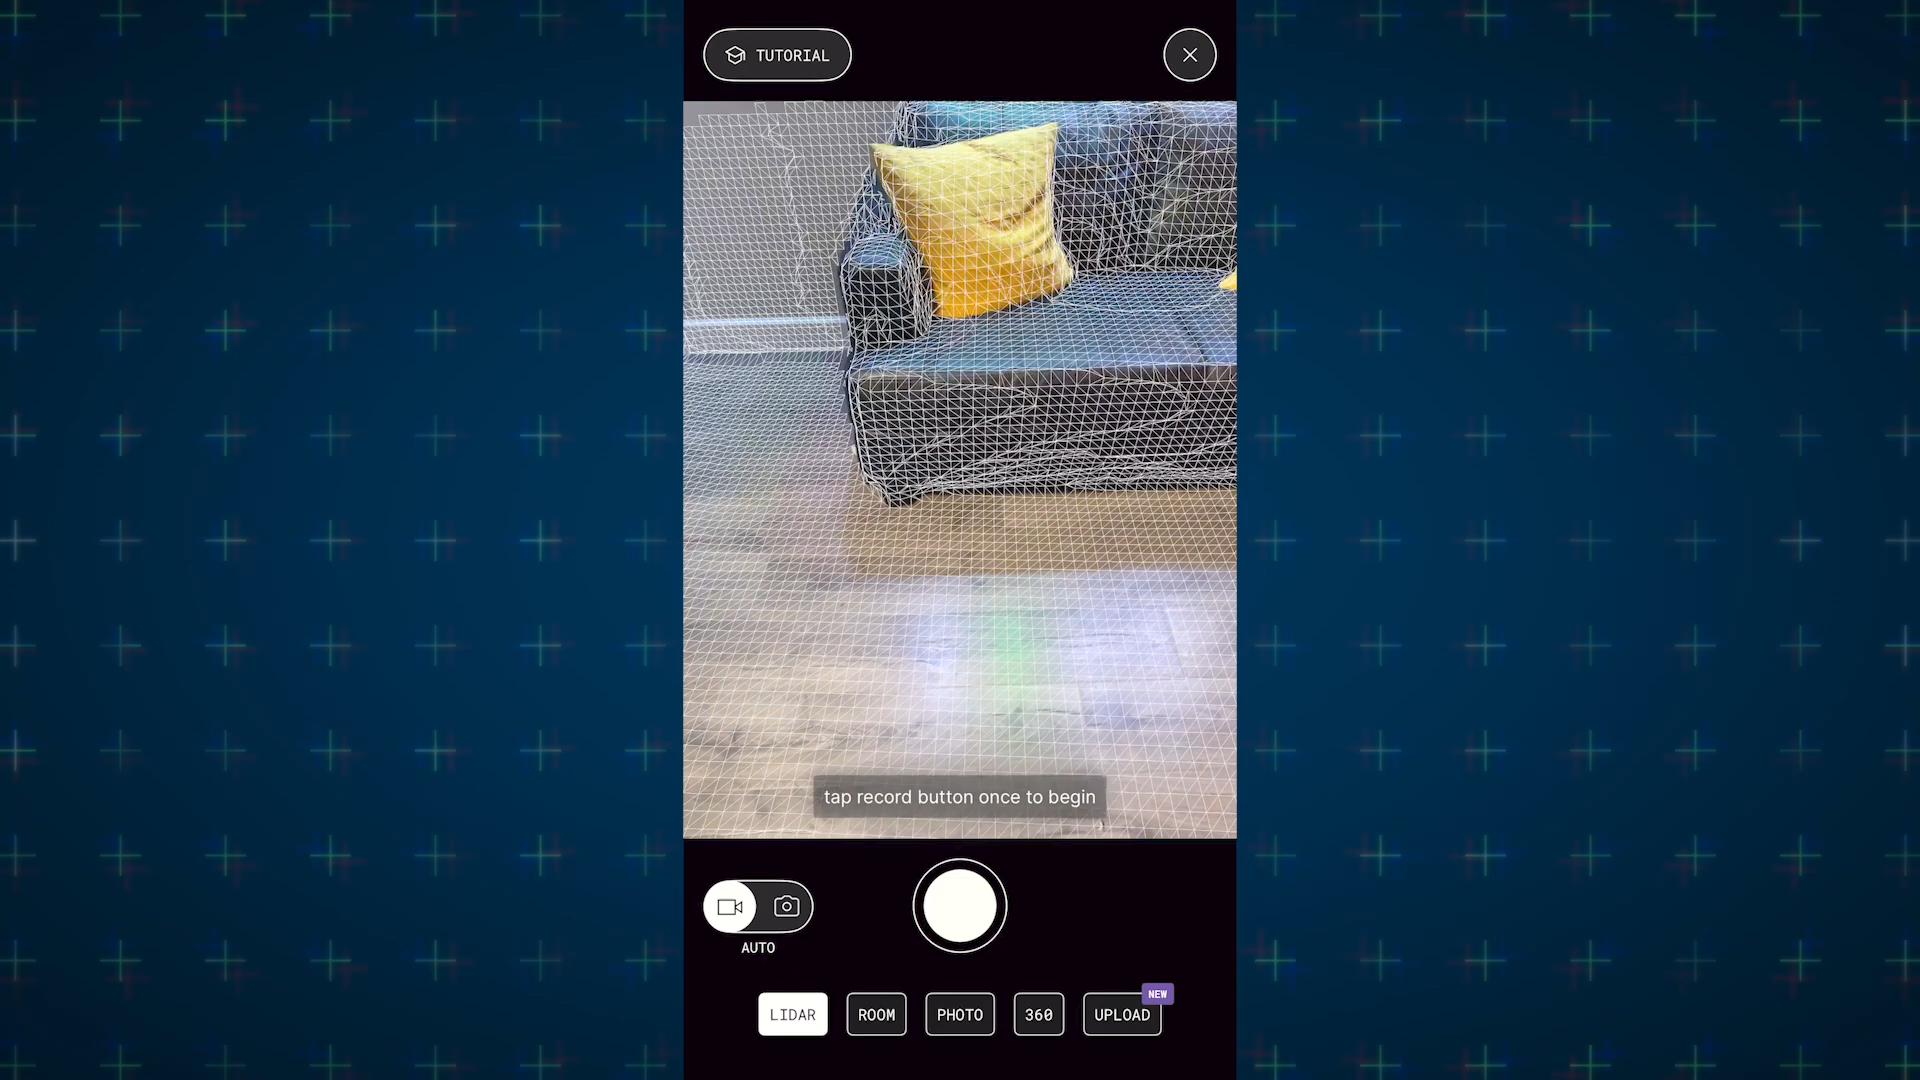 TUTORIAL
tap record button once to begin
AUTO
NEW
LIDAR ROOM PHOTO 360 UPLOAD